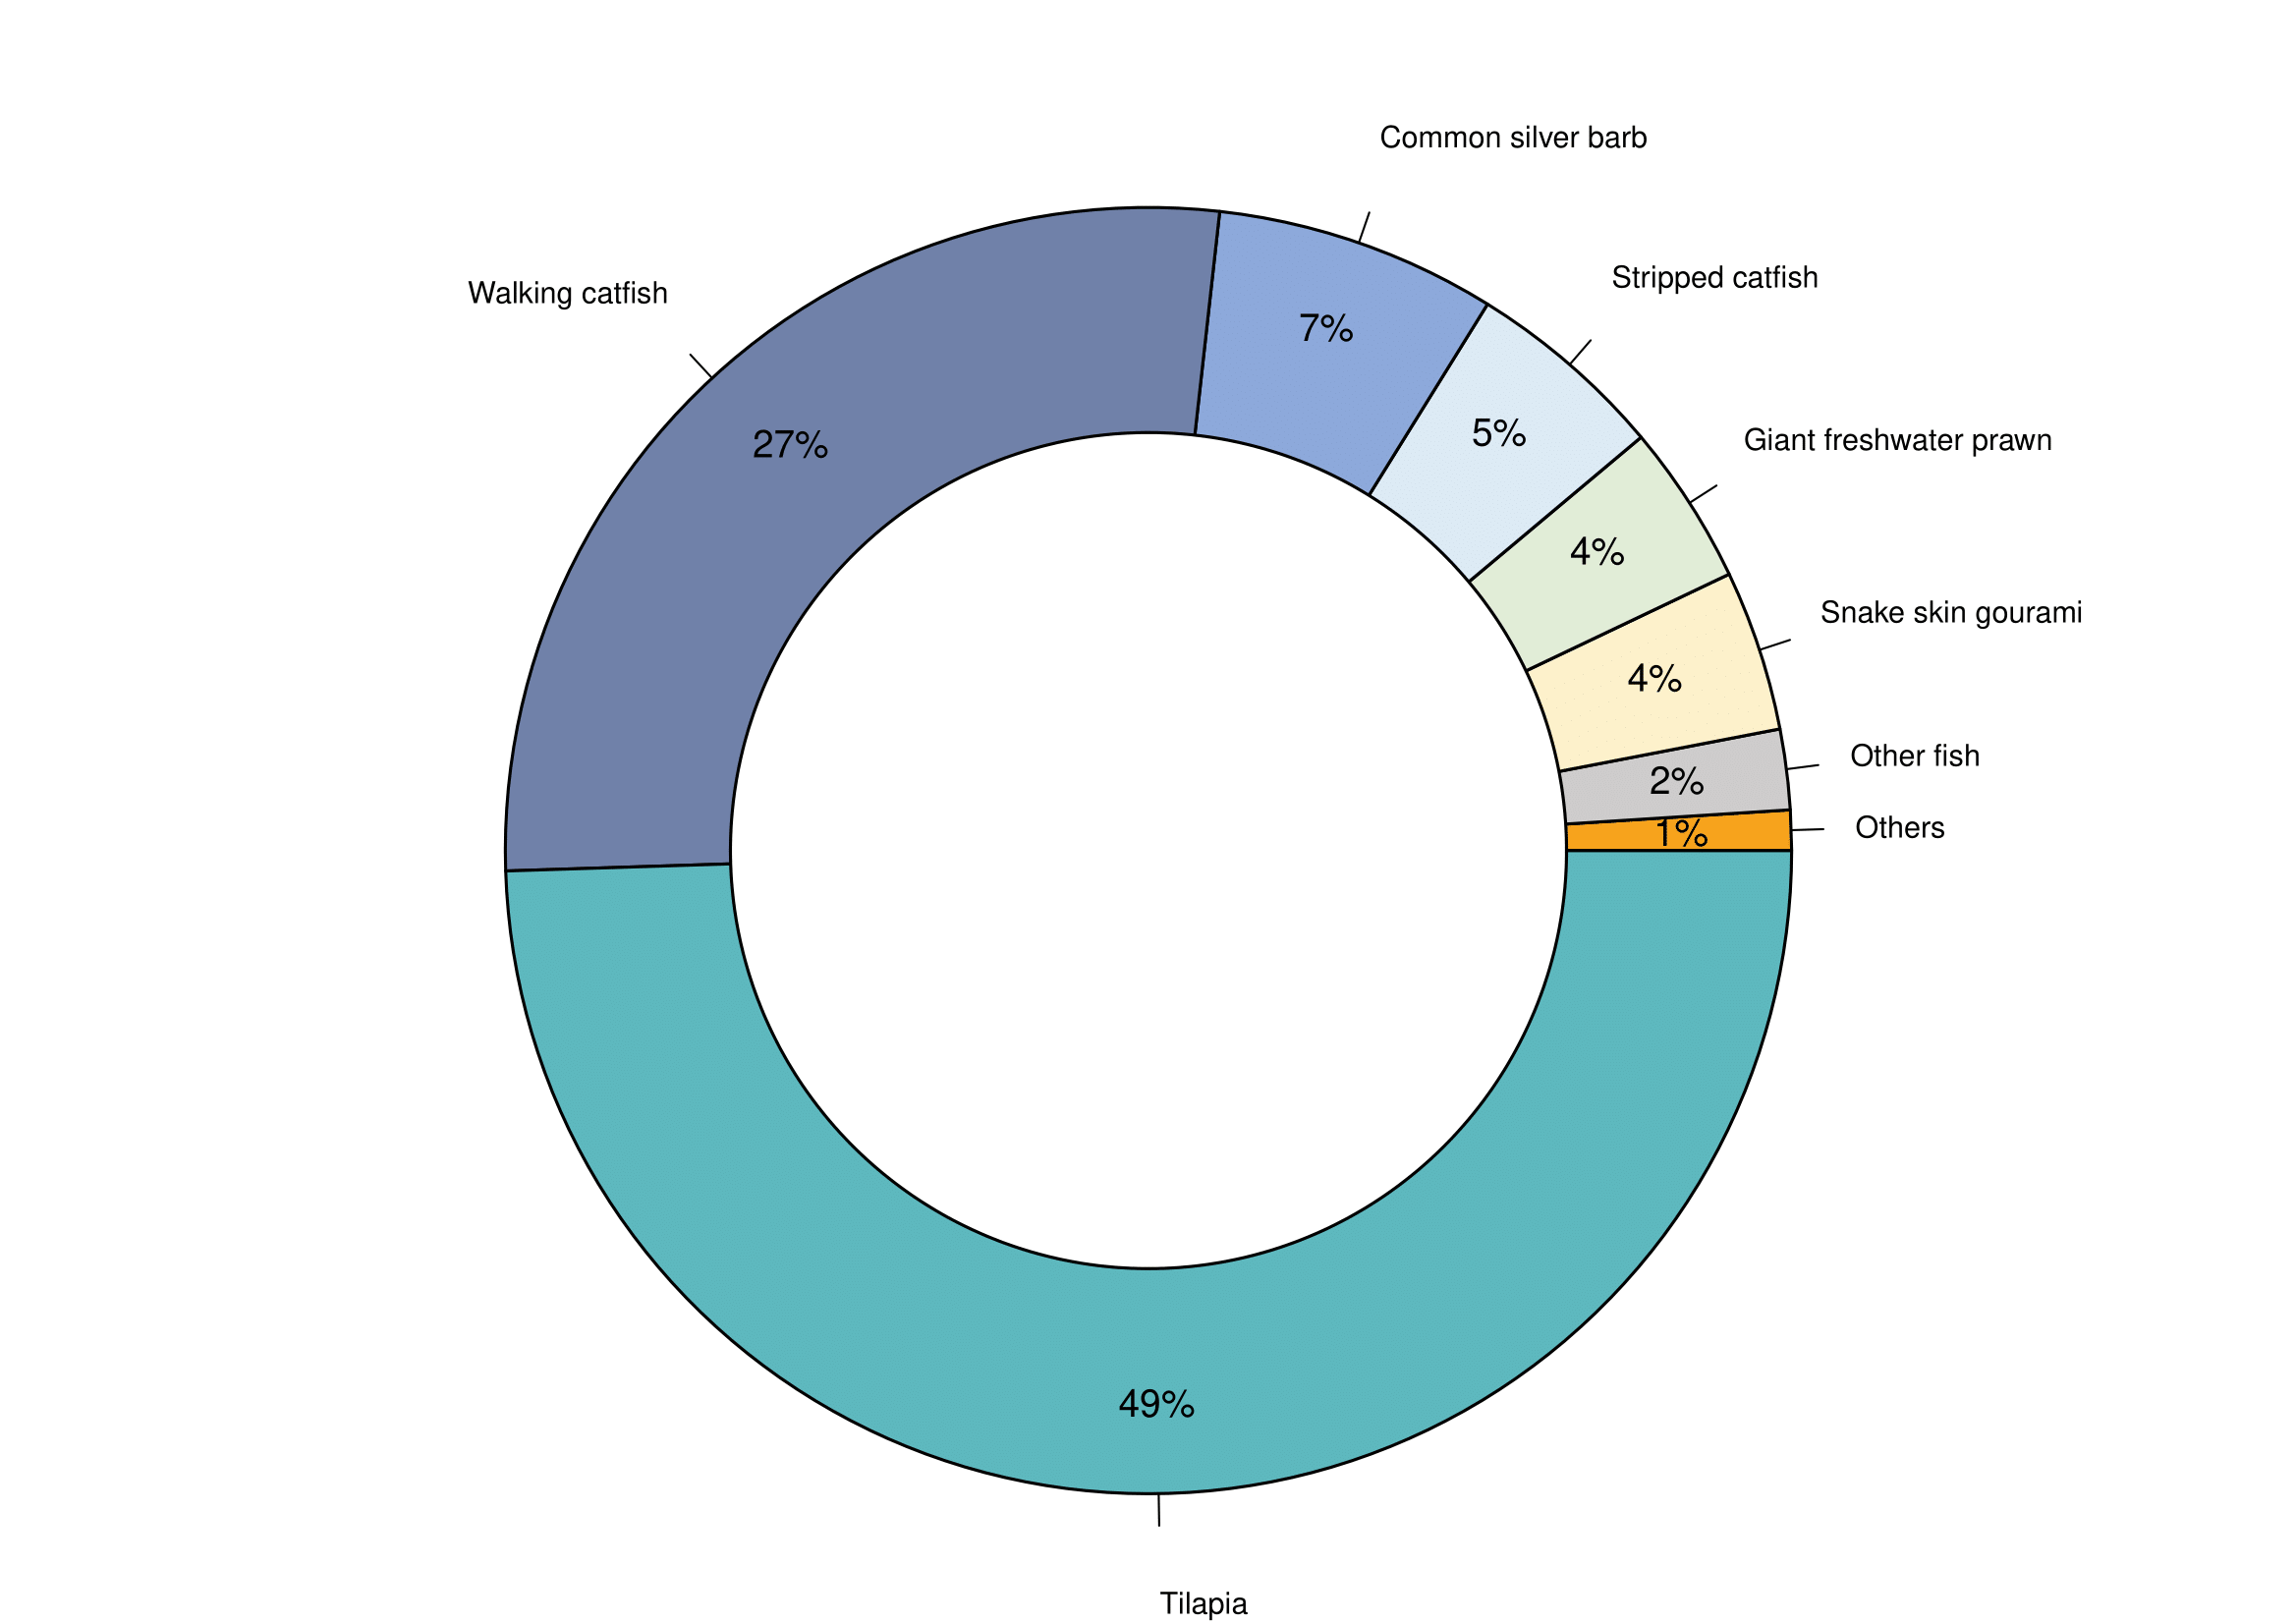 Common silver barb
Stripped catfish
Walking catfish
7%
5%
Giant freshwater prawn
27%
4%
Snake skin gourami
4%
Other fish
2%
Others
1%
49%
Tilapia